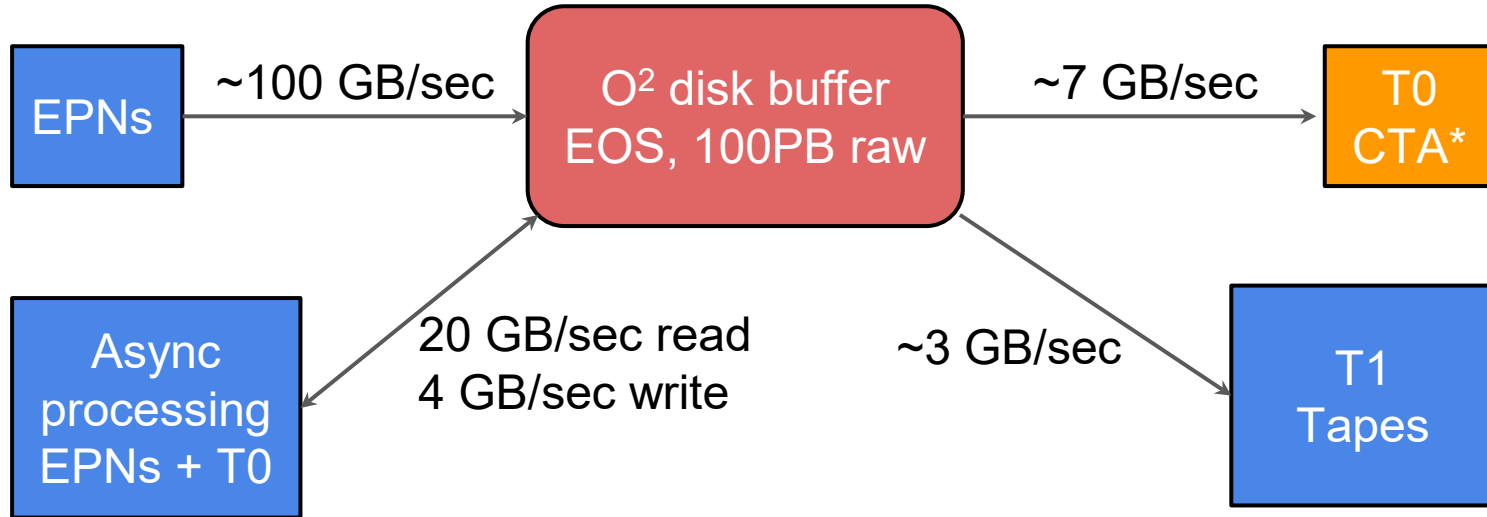 EPNs
~100 GB/sec
O² disk buffer
EOS, 100PB raw
~7 GB/sec
T0
CTA*
Async
processing
EPNs + T0
20 GB/sec read
4 GB/sec write
~3 GB/sec
T1
Tapes